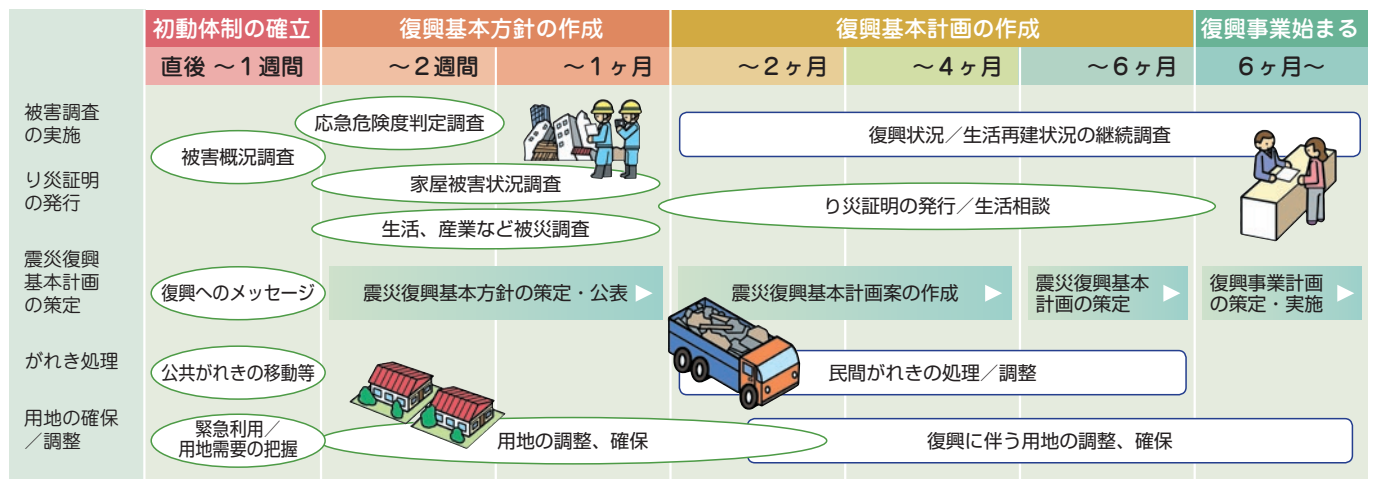 初動体制の確立
復興基本方針の作成
復興基本計画の作成
復興事業始まる
直後 ～1週間
～2週間
～1ヶ月
～2ヶ月
～4ヶ月
～6ヶ月
6ヶ月～
被害調査
の実施
被害概況調査
応急危険度判定調査
復興状況／生活再建状況の継続調査
り災証明
の発行
家屋被害状況調査
生活、産業など被災調査
り災証明の発行／生活相談
震災復興
基本計画
の策定
復興へのメッセージ
震災復興基本方針の策定・公表
震災復興基本計画案の作成
震災復興基本
計画の策定
復興事業計画
の策定・実施
がれき処理
公共がれきの移動等
民間がれきの処理／調整
用地の確保
／調整
緊急利用／
用地需要の把握
用地の調整、確保
復興に伴う用地の調整、確保